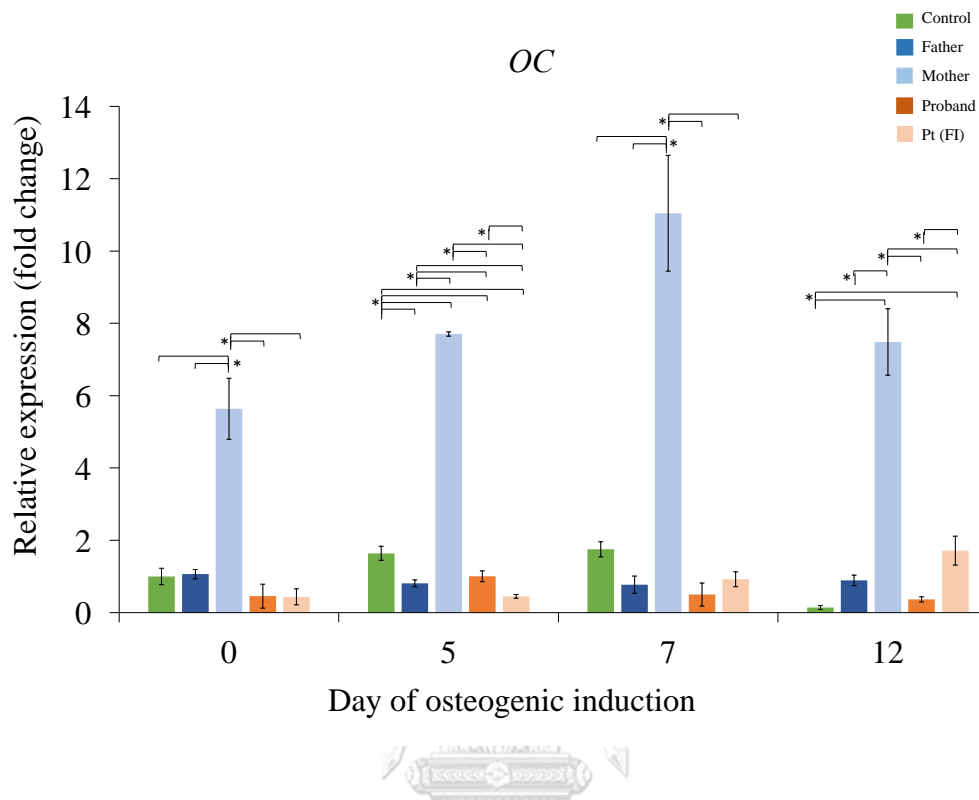 OC
Control
Father
Mother
Proband
Pt (FI)
Relative expression (fold change)
14
12
10
8
6
4
2
0
* *
* * * *
* *
* * * *
0 5 7 12
Day of osteogenic induction